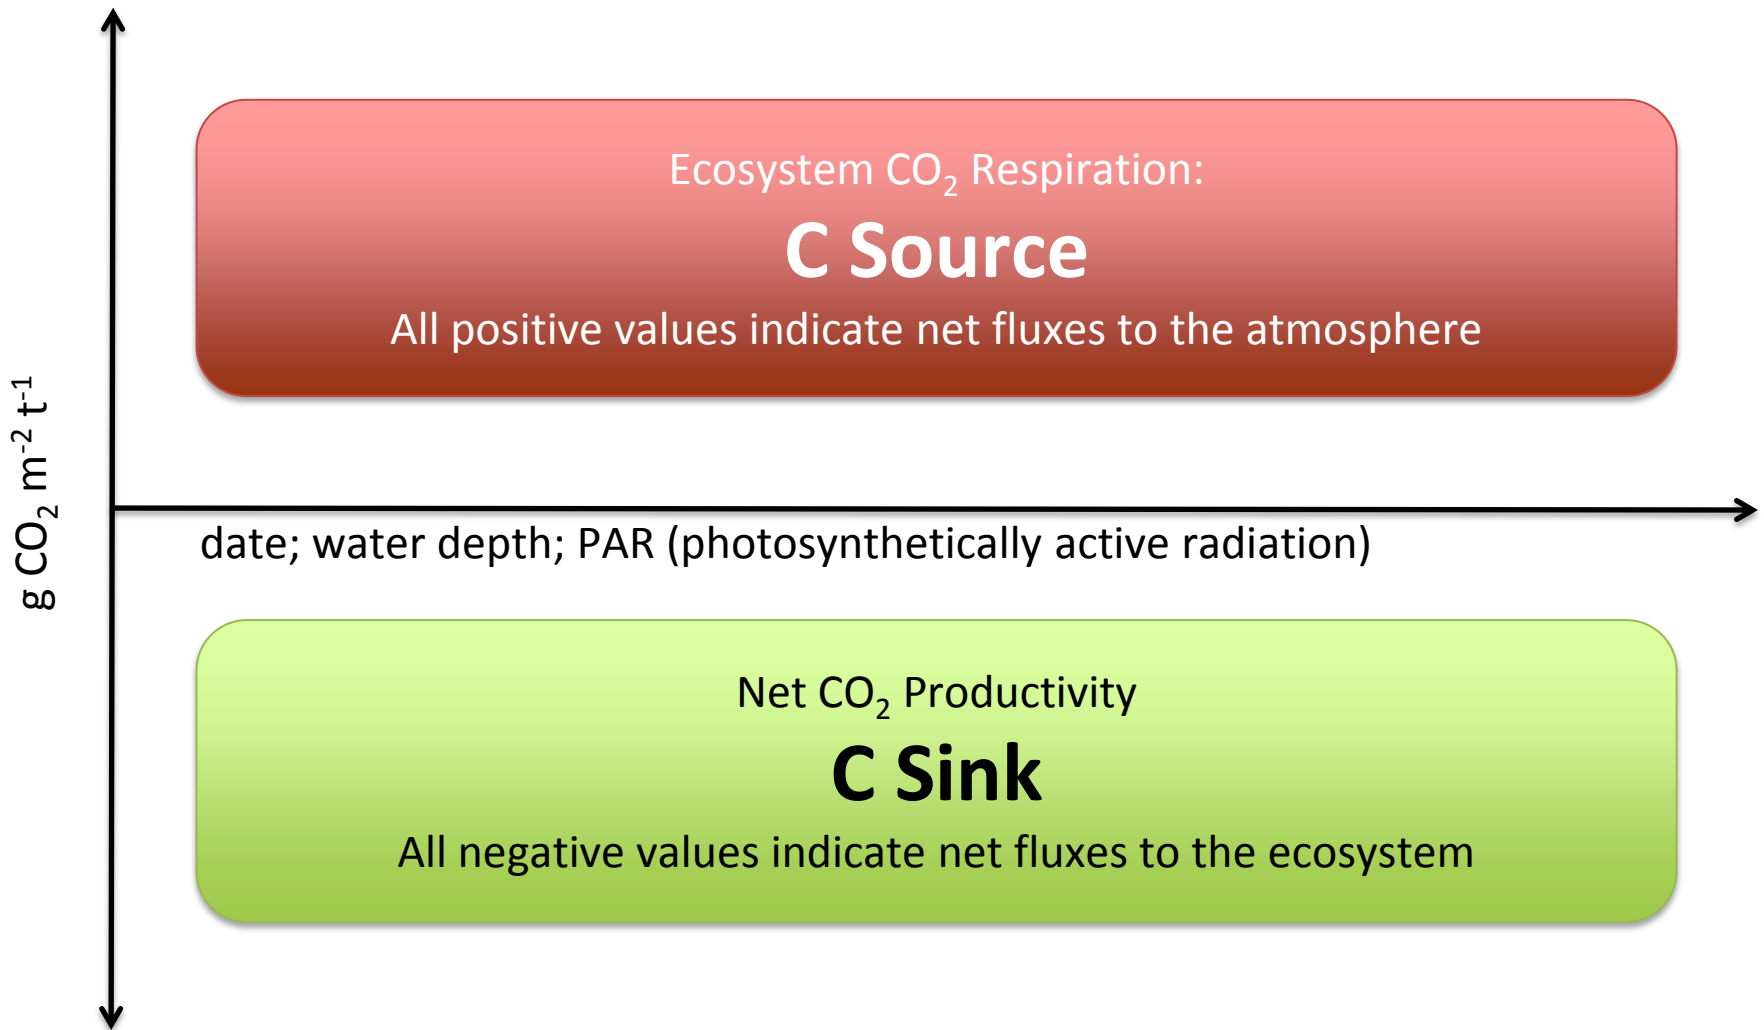 Ecosystem CO₂ Respiration:
C Source
All positive values indicate net fluxes to the atmosphere
g CO₂ m⁻² t⁻¹
date; water depth; PAR (photosynthetically active radiation)
Net CO₂ Productivity
C Sink
All negative values indicate net fluxes to the ecosystem